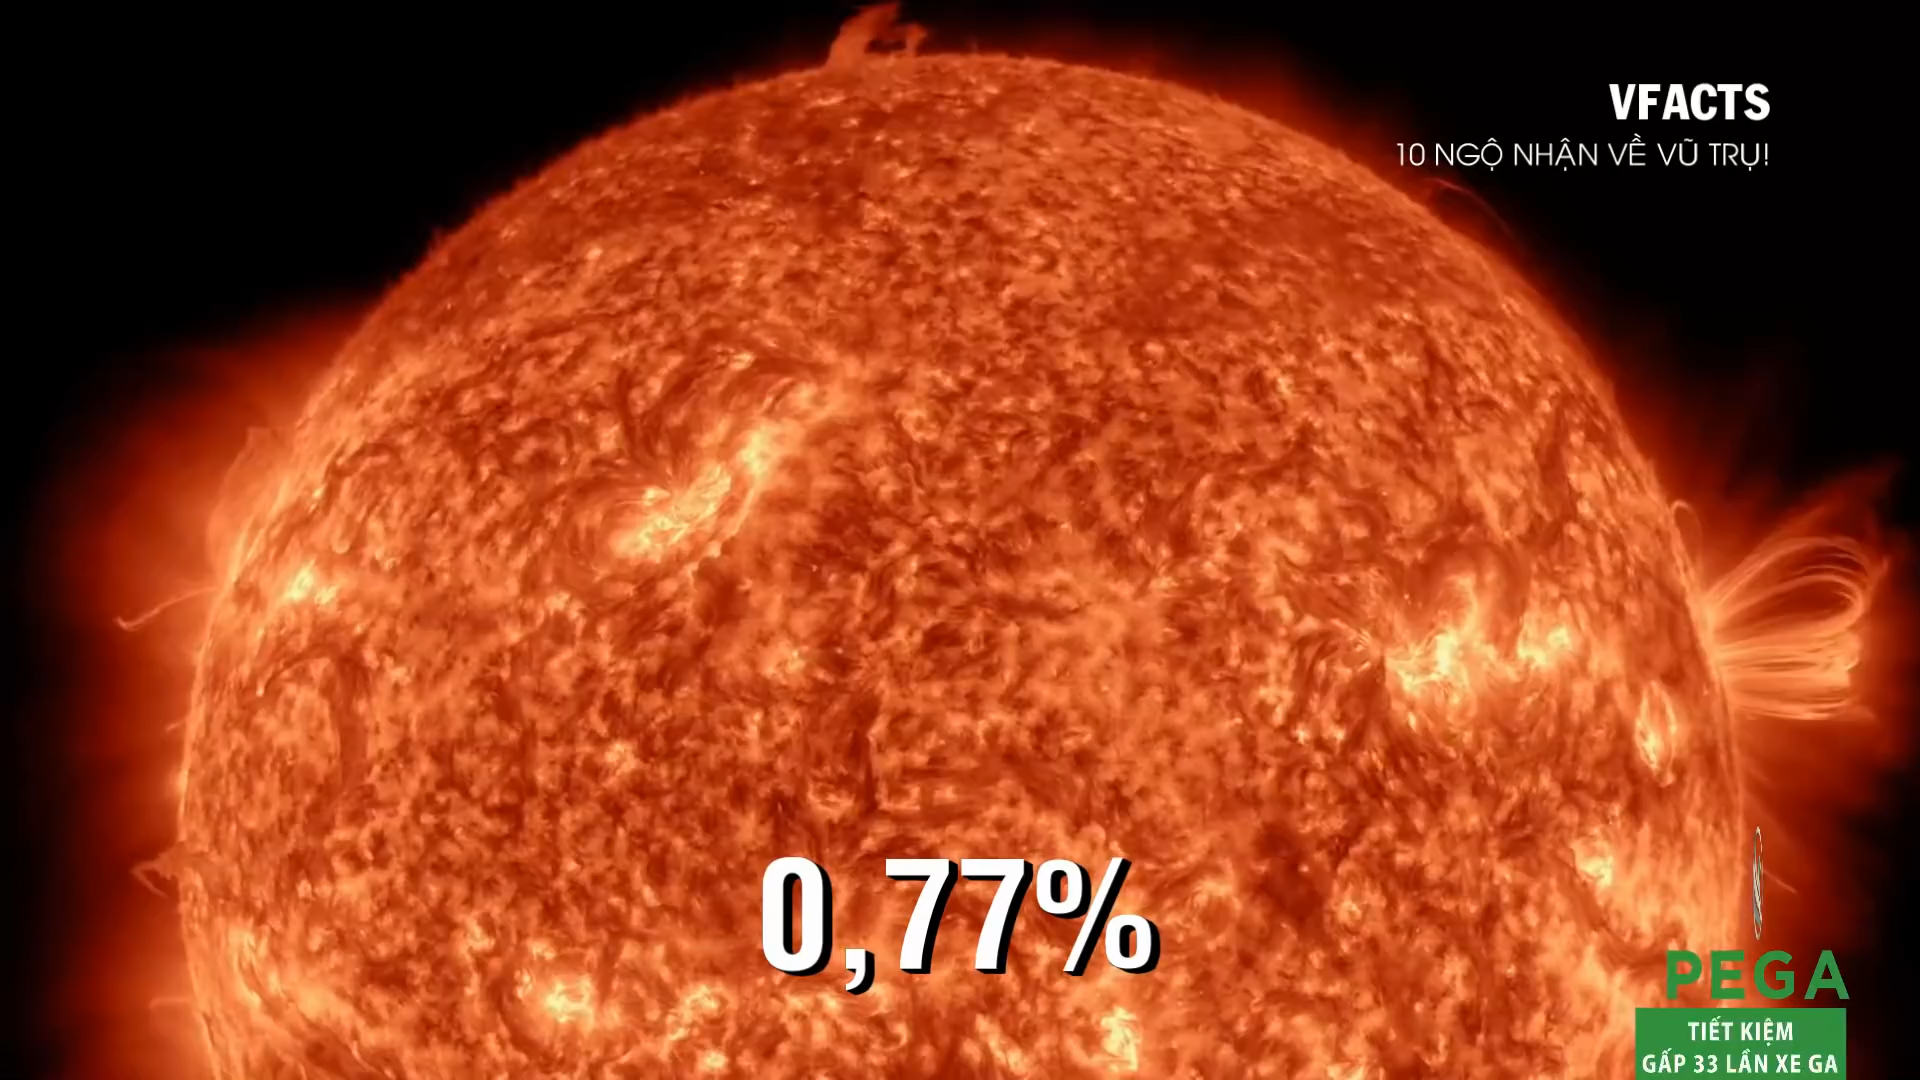 VFACTS
10 NGỘ NHẬN VỀ VŨ TRỤ!
0,77%
PEGA
TIẾT KIỆM
GẤP 33 LẦN XE GA